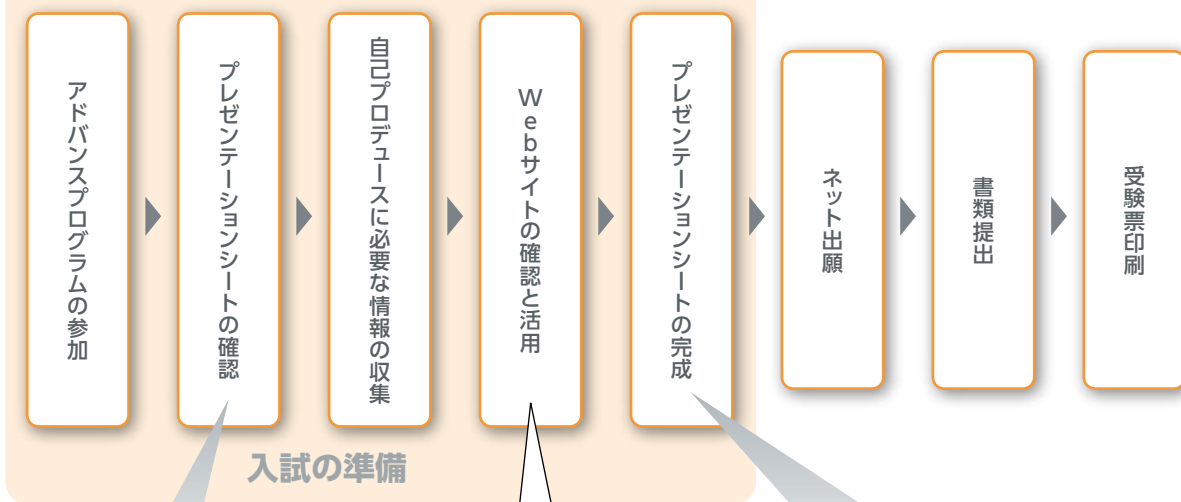 アドバンスプログラムの参加
プレゼンテーションシートの確認
自己プロデュースに必要な情報の収集
Webサイトの確認と活用
プレゼンテーションシートの完成
ネット出願
書類提出
受験票印刷
入試の準備